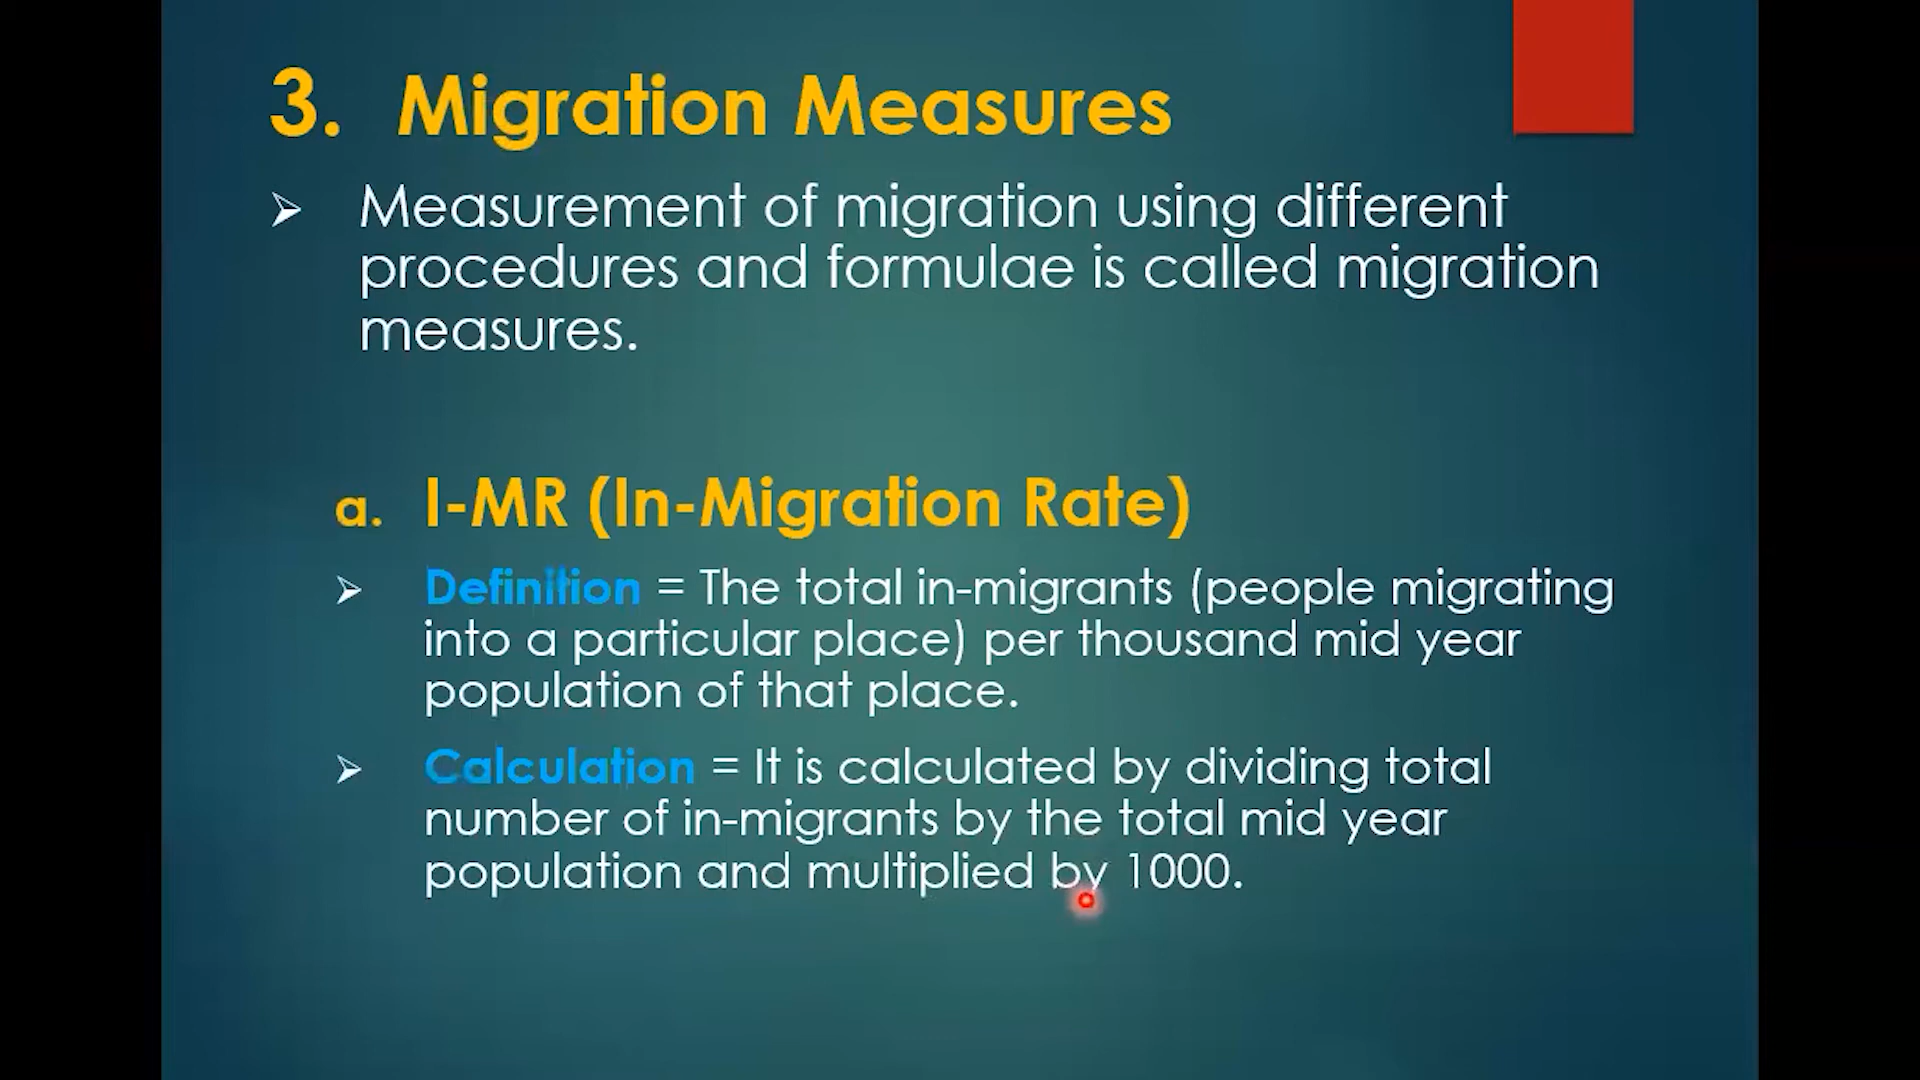 3. Migration Measures
➢ Measurement of migration using different
procedures and formulae is called migration
measures.
a. I-MR (In-Migration Rate)
➢ Definition = The total in-migrants (people migrating
into a particular place) per thousand mid year
population of that place.
➢ Calculation = It is calculated by dividing total
number of in-migrants by the total mid year
population and multiplied by 1000.